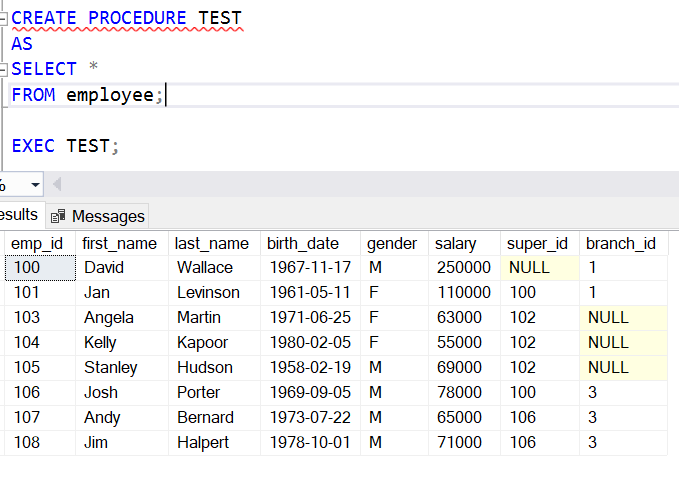 CREATE PROCEDURE TEST
AS
SELECT *
FROM employee;
EXEC TEST;
%
esults Messages
emp_id first_name last_name birth_date gender salary super_id branch_id
100 David Wallace 1967-11-17 M 250000 NULL 1
101 Jan Levinson 1961-05-11 F 110000 100 1
103 Angela Martin 1971-06-25 F 63000 102 NULL
104 Kelly Kapoor 1980-02-05 F 55000 102 NULL
105 Stanley Hudson 1958-02-19 M 69000 102 NULL
106 Josh Porter 1969-09-05 M 78000 100 3
107 Andy Bernard 1973-07-22 M 65000 106 3
108 Jim Halpert 1978-10-01 M 71000 106 3